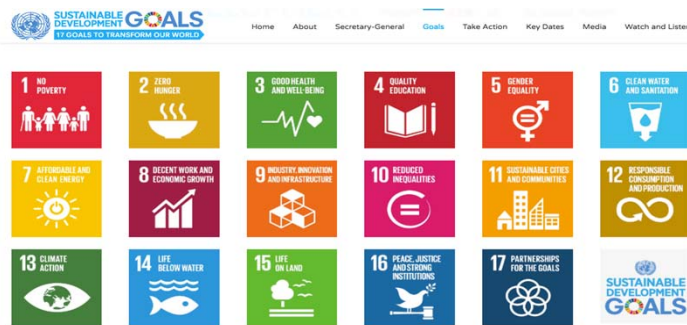 SUSTAINABLE
DEVELOPMENT
GOALS
17 GOALS TO TRANSFORM OUR WORLD
Home About Secretary-General Goals Take Action Key Dates Media Watch and Listen
1 NO
POVERTY
2 ZERO
HUNGER
3 GOOD HEALTH
AND WELL-BEING
4 QUALITY
EDUCATION
5 GENDER
EQUALITY
6 CLEAN WATER
AND SANITATION
7 AFFORDABLE AND
CLEAN ENERGY
8 DECENT WORK AND
ECONOMIC GROWTH
9 INDUSTRY, INNOVATION
AND INFRASTRUCTURE
10 REDUCED
INEQUALITIES
11 SUSTAINABLE CITIES
AND COMMUNITIES
12 RESPONSIBLE
CONSUMPTION
AND PRODUCTION
13 CLIMATE
ACTION
14 LIFE
BELOW WATER
15 LIFE
ON LAND
16 PEACE, JUSTICE
AND STRONG
INSTITUTIONS
17 PARTNERSHIPS
FOR THE GOALS
SUSTAINABLE
DEVELOPMENT
GOALS